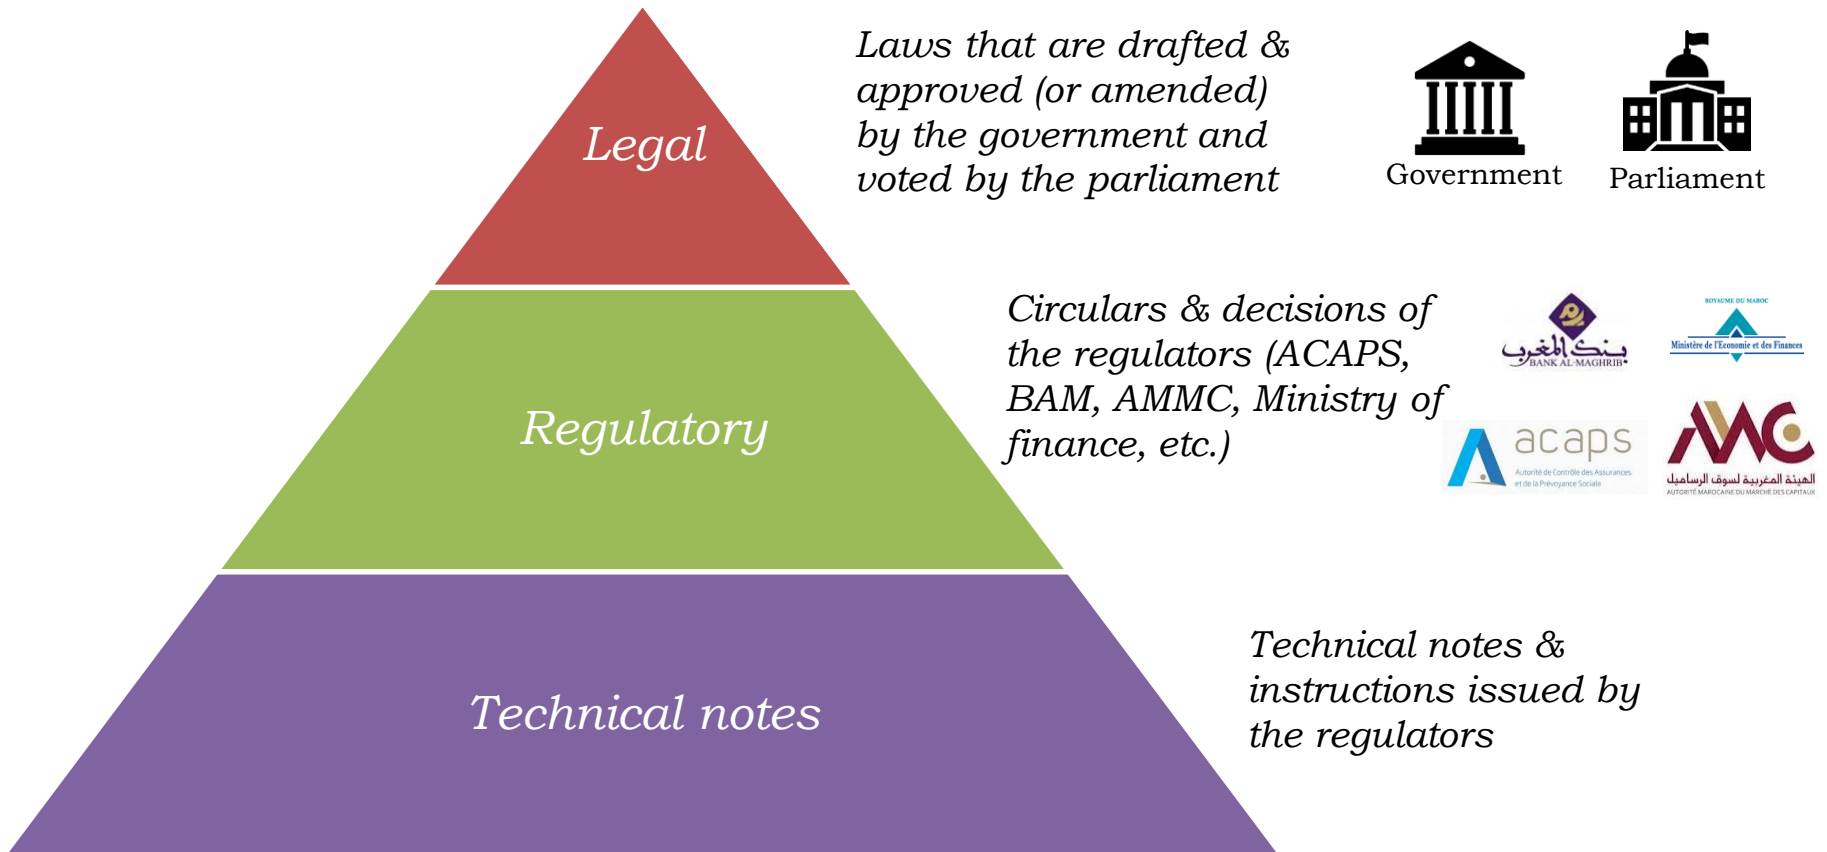 Legal
Laws that are drafted &
approved (or amended)
by the government and
voted by the parliament
Government
Parliament
Regulatory
Circulars & decisions of
the regulators (ACAPS,
BAM, AMMC, Ministry of
finance, etc.)
بنك المغرب
BANK AL-MAGHRIB
ROYAUME DU MAROC
Ministère de l'Economie et des Finances
acaps
Autorité de Contrôle des Assurances
et de la Prévoyance Sociale
AMMC
الهيئة المغربية لسوق الرساميل
AUTORITÉ MAROCAINE DU MARCHÉ DES CAPITAUX
Technical notes
Technical notes &
instructions issued by
the regulators